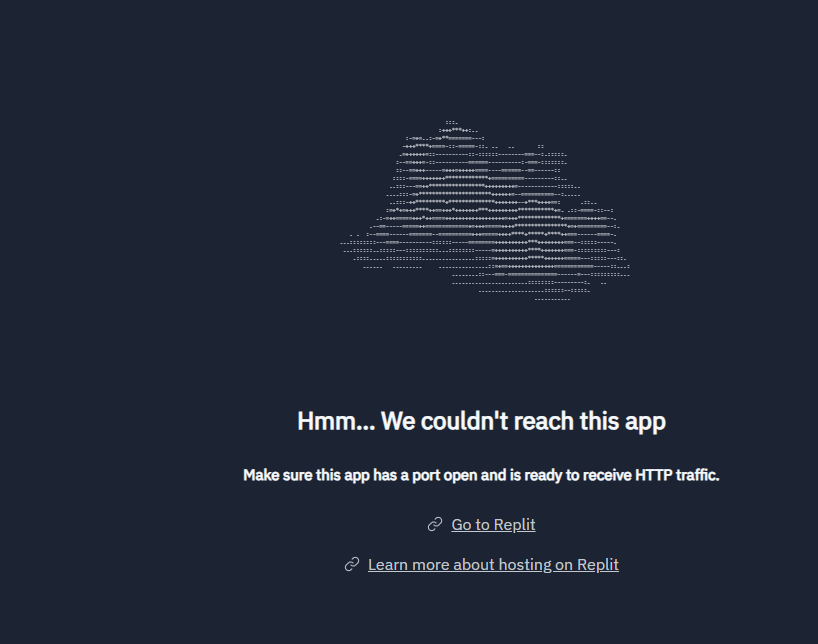 Hmm... We couldn't reach this app
Make sure this app has a port open and is ready to receive HTTP traffic.
Go to Replit
Learn more about hosting on Replit